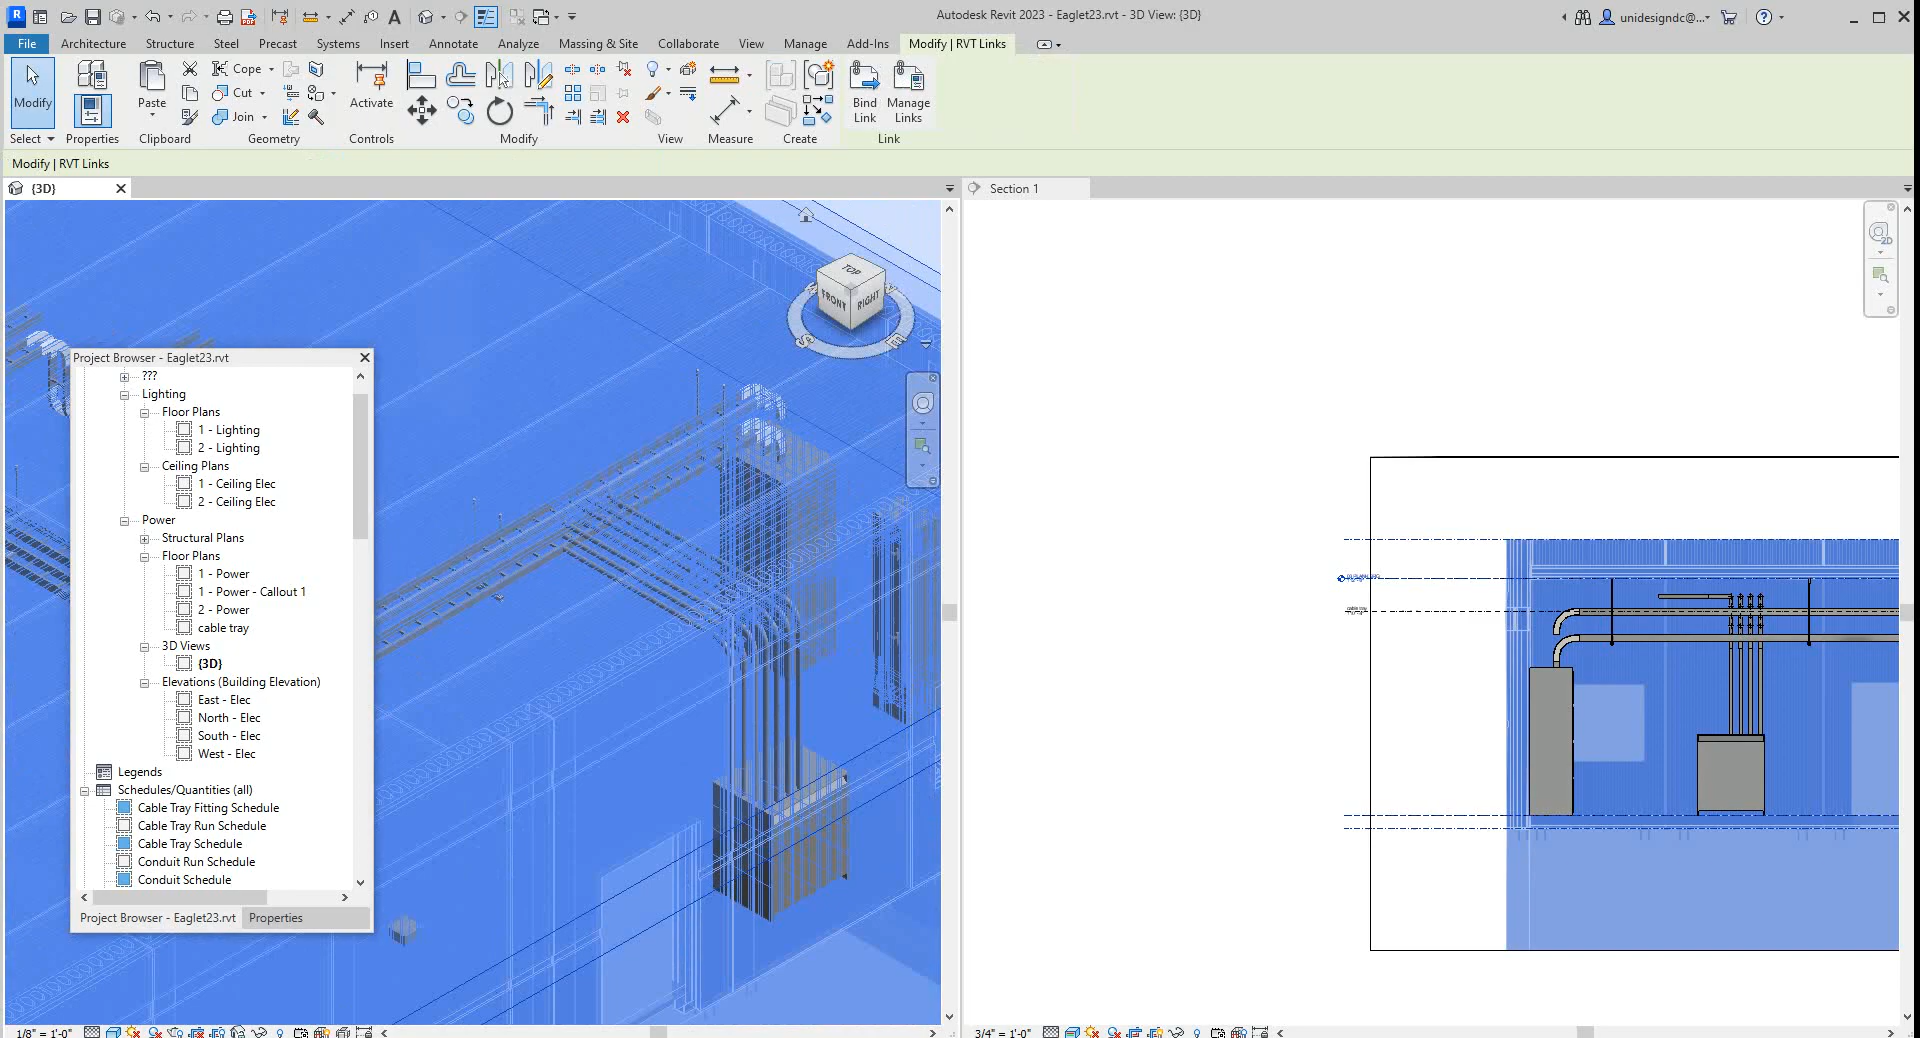 Autodesk Revit 2023 - Eaglet23.rvt - 3D View: {3D}
unidesigndc@...
File Architecture Structure Steel Precast Systems Insert Annotate Analyze Massing & Site Collaborate View Manage Add-Ins Modify | RVT Links
Modify
Paste
Cope
Cut
Join
Activate
Bind Link
Manage Links
Select Properties Clipboard Geometry Controls Modify View Measure Create Link
Modify | RVT Links
{3D}
Section 1
TOP
FRONT
RIGHT
2D
Project Browser - Eaglet23.rvt
???
Lighting
Floor Plans
1 - Lighting
2 - Lighting
Ceiling Plans
1 - Ceiling Elec
2 - Ceiling Elec
Power
Structural Plans
Floor Plans
1 - Power
1 - Power - Callout 1
2 - Power
cable tray
3D Views
{3D}
Elevations (Building Elevation)
East - Elec
North - Elec
South - Elec
West - Elec
Legends
Schedules/Quantities (all)
Cable Tray Fitting Schedule
Cable Tray Run Schedule
Cable Tray Schedule
Conduit Run Schedule
Conduit Schedule
Project Browser - Eaglet23.rvt Properties
cable tray
1/8" = 1'-0"
3/4" = 1'-0"